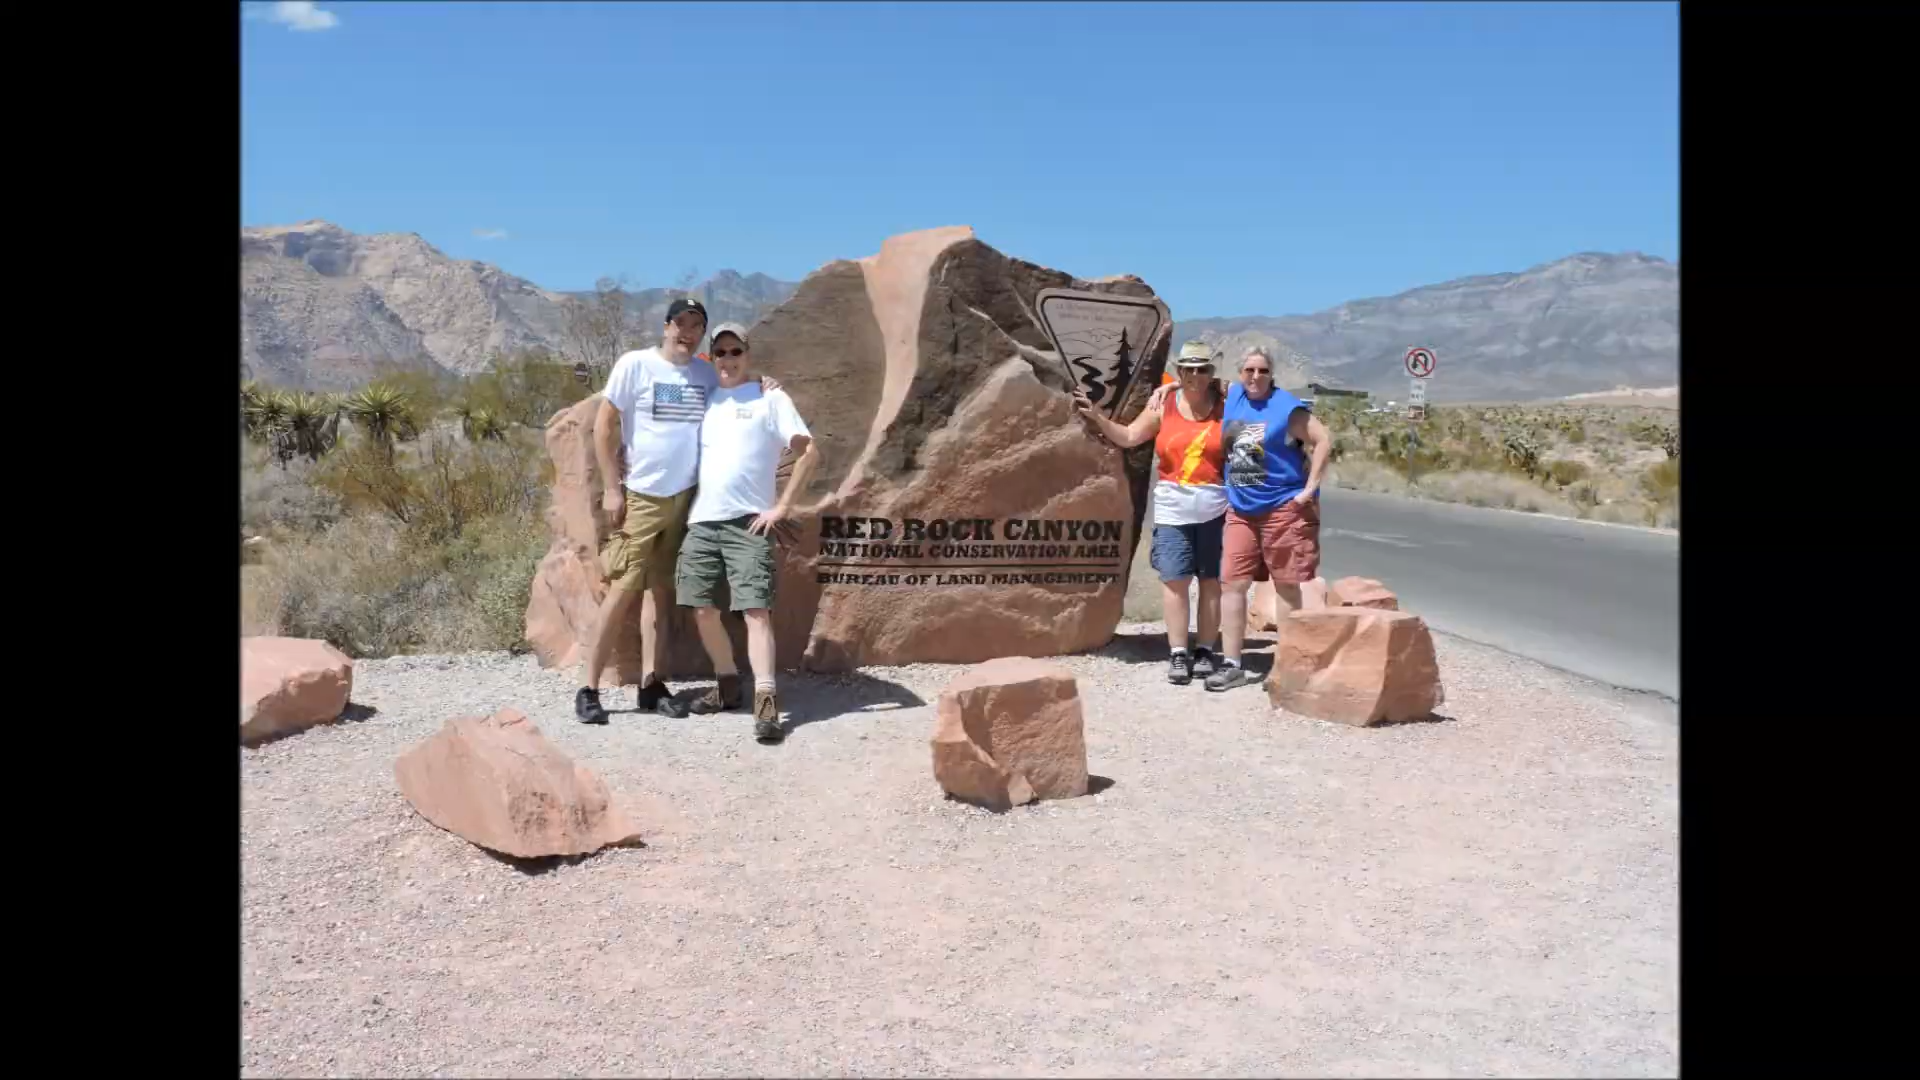 RED ROCK CANYON
NATIONAL CONSERVATION AREA
BUREAU OF LAND MANAGEMENT